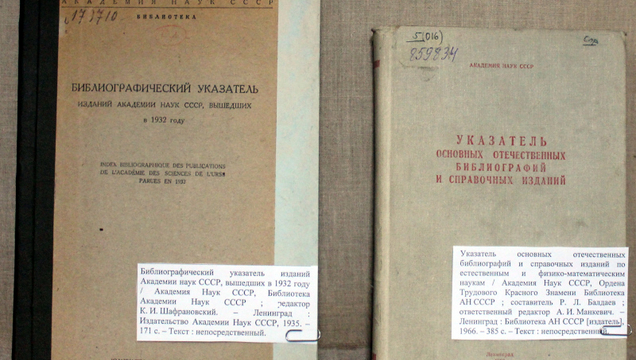 АКАДЕМИЯ НАУК СССР
173710
БИБЛИОТЕКА
БИБЛИОГРАФИЧЕСКИЙ УКАЗАТЕЛЬ
ИЗДАНИЙ АКАДЕМИИ НАУК СССР, ВЫШЕДШИХ
в 1932 году
INDEX BIBLIOGRAPHIQUE DES PUBLICATIONS
DE L'ACADÉMIE DES SCIENCES DE L'URSS
PARUES EN 1932
Библиографический указатель изданий
Академии наук СССР, вышедших в 1932 году
/ Академия Наук СССР, Библиотека
Академии Наук СССР ; редактор
К. И. Шафрановский. – Ленинград :
Издательство Академии Наук СССР, 1935. –
171 с. – Текст : непосредственный.
5(016)
859834
АКАДЕМИЯ НАУК СССР
УКАЗАТЕЛЬ
ОСНОВНЫХ ОТЕЧЕСТВЕННЫХ
БИБЛИОГРАФИЙ
И СПРАВОЧНЫХ ИЗДАНИЙ
Указатель основных отечественных
библиографий и справочных изданий по
естественным и физико-математическим
наукам / Академия Наук СССР, Ордена
Трудового Красного Знамени Библиотека
АН СССР ; составитель Р. Л. Балдаев ;
ответственный редактор А. И. Манкевич. –
Ленинград : Библиотека АН СССР [издатель],
1966. – 385 с. – Текст : непосредственный.
Ленинград